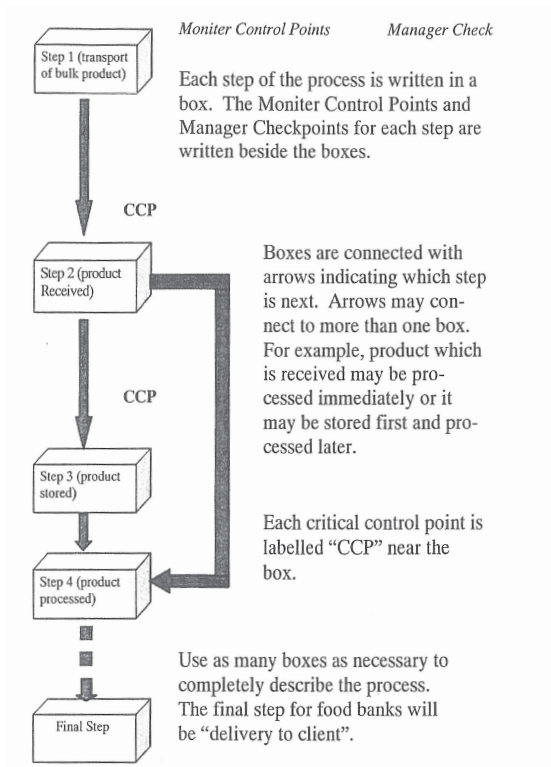 Moniter Control Points Manager Check
Step 1 (transport
of bulk product)
Each step of the process is written in a
box. The Moniter Control Points and
Manager Checkpoints for each step are
written beside the boxes.
CCP
Step 2 (product
Received)
Boxes are connected with
arrows indicating which step
is next. Arrows may con-
nect to more than one box.
For example, product which
is received may be pro-
cessed immediately or it
may be stored first and pro-
cessed later.
CCP
Step 3 (product
stored)
Each critical control point is
labelled “CCP” near the
box.
Step 4 (product
processed)
Use as many boxes as necessary to
completely describe the process.
The final step for food banks will
be “delivery to client”.
Final Step